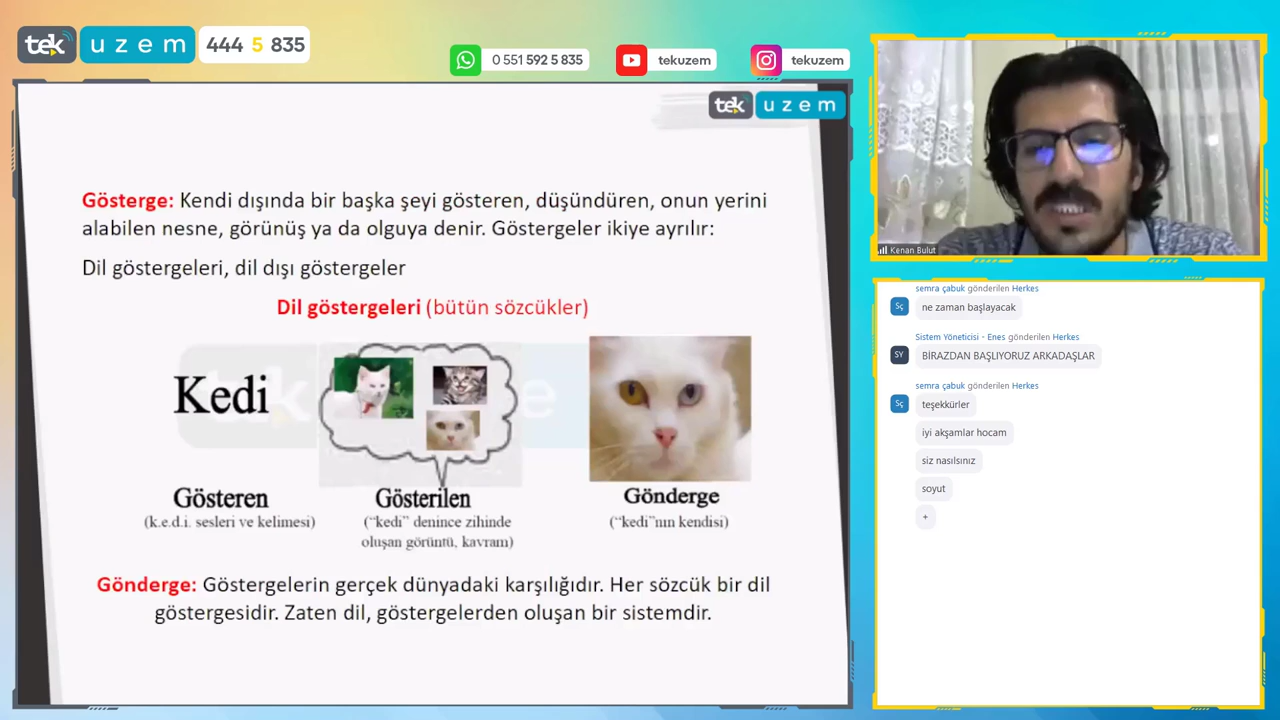 tek uzem 444 5 835
0 551 592 5 835
tekuzem
tekuzem
tek uzem
Gösterge: Kendi dışında bir başka şeyi gösteren, düşündüren, onun yerini
alabilen nesne, görünüş ya da olguya denir. Göstergeler ikiye ayrılır:
Dil göstergeleri, dil dışı göstergeler
Dil göstergeleri (bütün sözcükler)
Kedi
Gösteren
(k.e.d.i. sesleri ve kelimesi)
Gösterilen
("kedi" denince zihinde
oluşan görüntü, kavram)
Gönderge
("kedi"nın kendisi)
Gönderge: Göstergelerin gerçek dünyadaki karşılığıdır. Her sözcük bir dil
göstergesidir. Zaten dil, göstergelerden oluşan bir sistemdir.
Kenan Bulut
semra çabuk gönderilen Herkes
Sç
ne zaman başlayacak
Sistem Yöneticisi - Enes gönderilen Herkes
SY
BİRAZDAN BAŞLIYORUZ ARKADAŞLAR
semra çabuk gönderilen Herkes
Sç
teşekkürler
iyi akşamlar hocam
siz nasılsınız
soyut
+